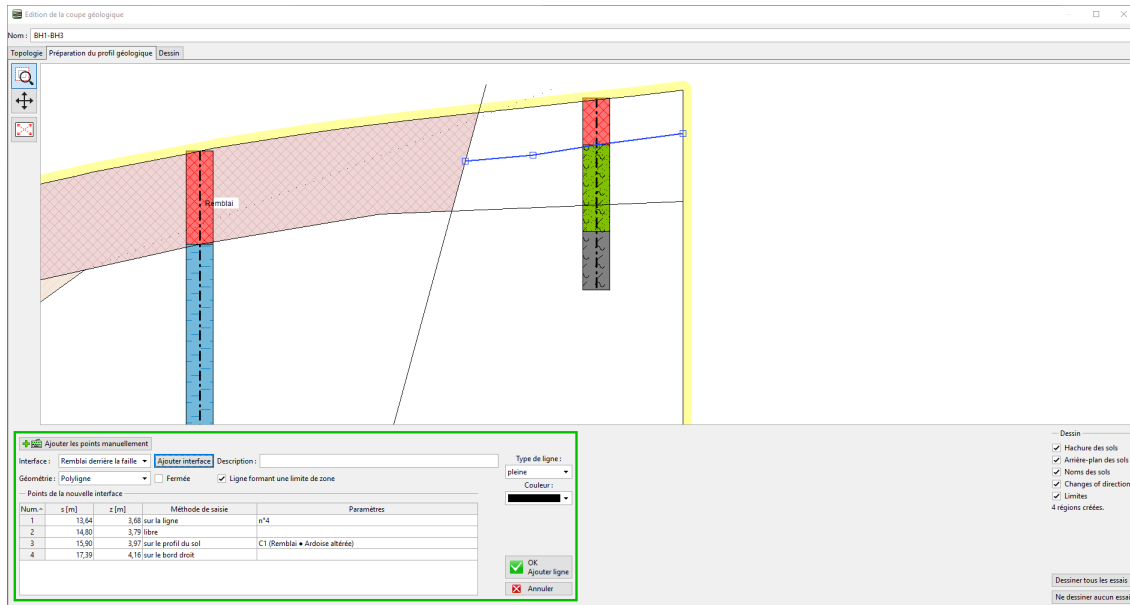 Edition de la coupe géologique
Nom : BH1-BH3
Topologie Préparation du profil géologique Dessin
Remblai
Ajouter les points manuellement
Interface : Remblai derrière la faille Ajouter interface Description :
Géométrie : Polyligne Fermée Ligne formant une limite de zone
Type de ligne :
pleine
Couleur :
Points de la nouvelle interface
Num. s [m] z [m] Méthode de saisie Paramètres
1 13,64 3,68 sur la ligne n°4
2 14,80 3,79 libre
3 15,90 3,97 sur le profil du sol C1 (Remblai ● Ardoise altérée)
4 17,39 4,16 sur le bord droit
OK
Ajouter ligne
Annuler
Dessin
Hachure des sols
Arrière-plan des sols
Noms des sols
Changes of direction
Limites
4 régions créées.
Dessiner tous les essais
Ne dessiner aucun essai